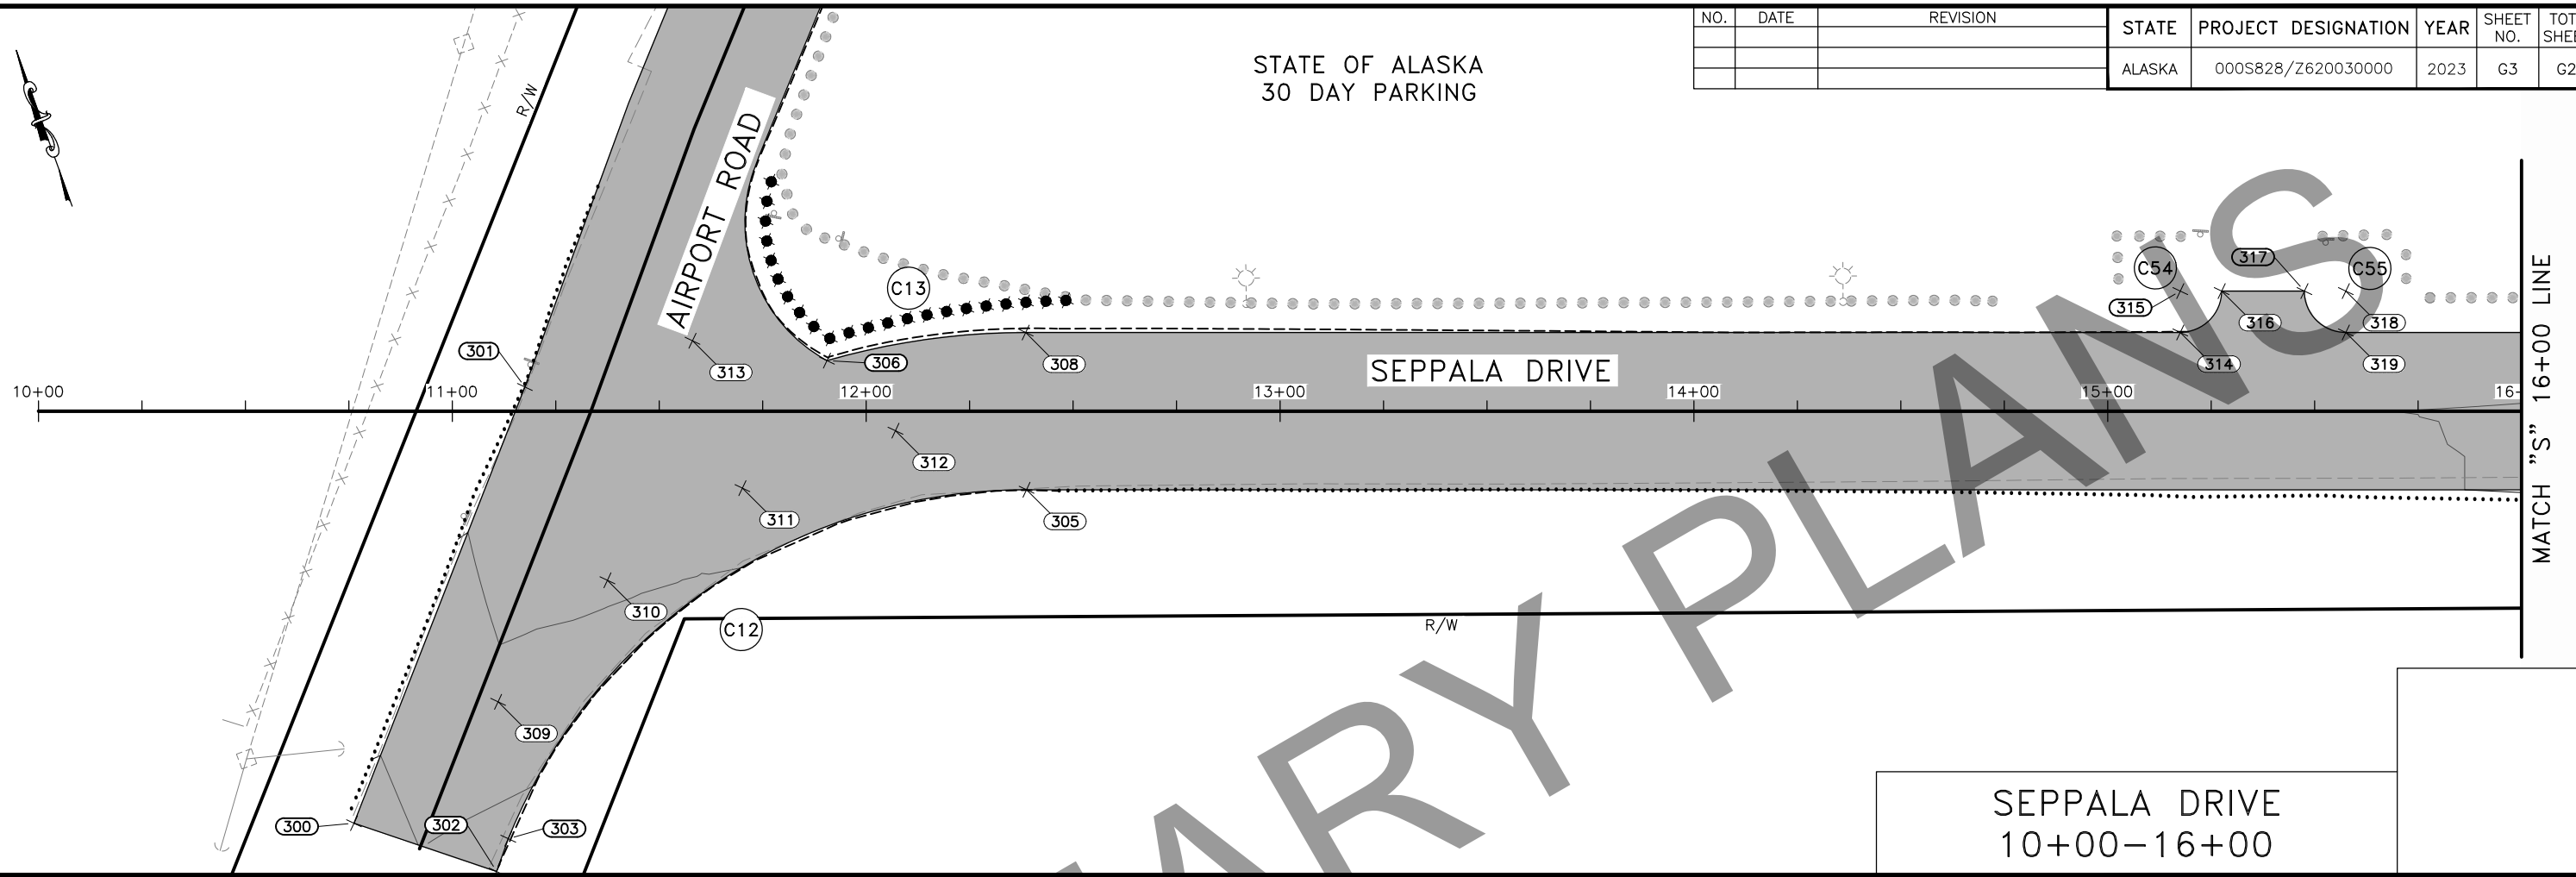 NO. DATE REVISION
STATE PROJECT DESIGNATION YEAR SHEET NO.
ALASKA 000S828/Z620030000 2023 G3 G2
STATE OF ALASKA
30 DAY PARKING
R/W
AIRPORT ROAD
C13
C54
317
C55
315
316
318
301
313
306
308
SEPPALA DRIVE
314
319
10+00 11+00 12+00 13+00 14+00 15+00 16+
MATCH "S" 16+00 LINE
312
311
305
310
C12
R/W
309
300
302
303
SEPPALA DRIVE
10+00-16+00
PLANS